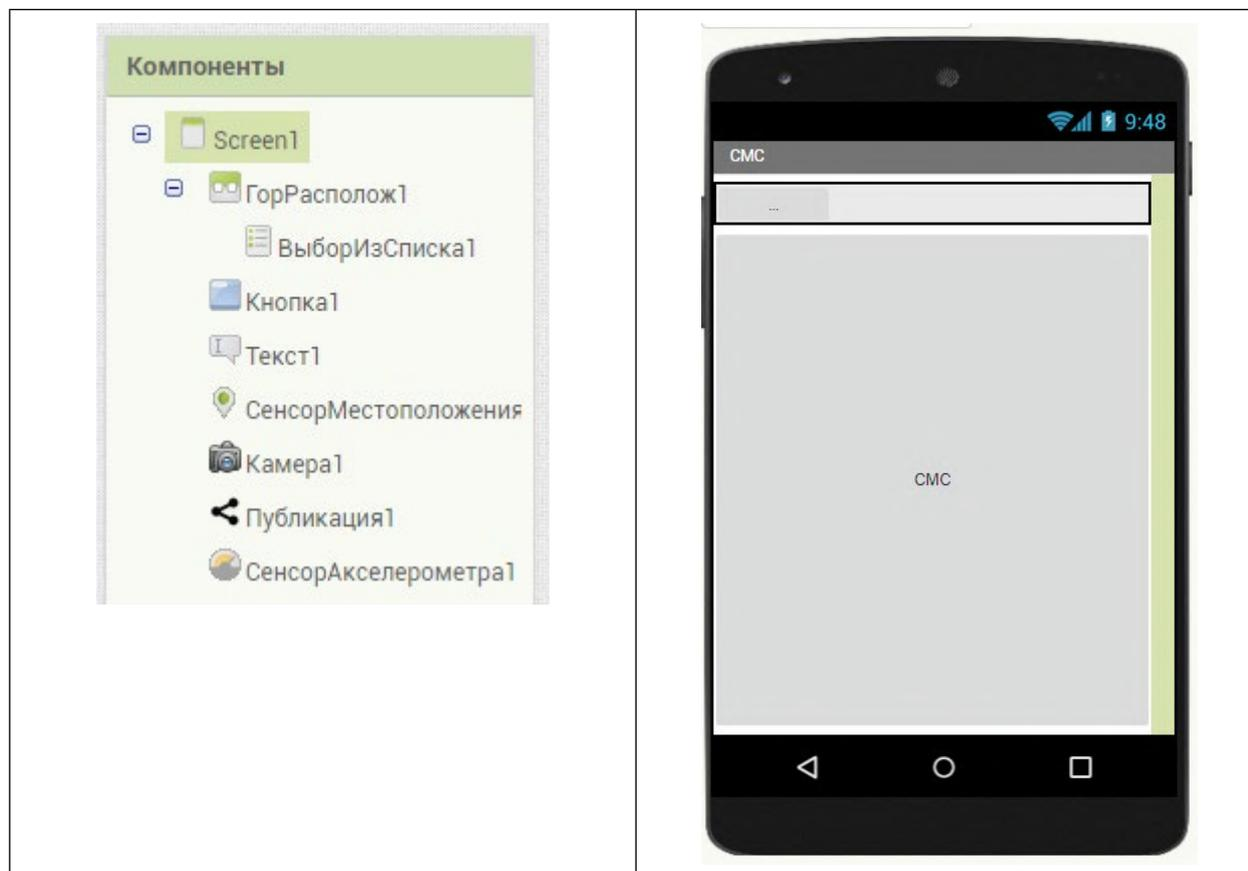 Компоненты
Screen1
ГорРасполож1
ВыборИзСписка1
Кнопка1
Текст1
СенсорМестоположения
Камера1
Публикация1
СенсорАкселерометра1
9:48
СМС
...
СМС